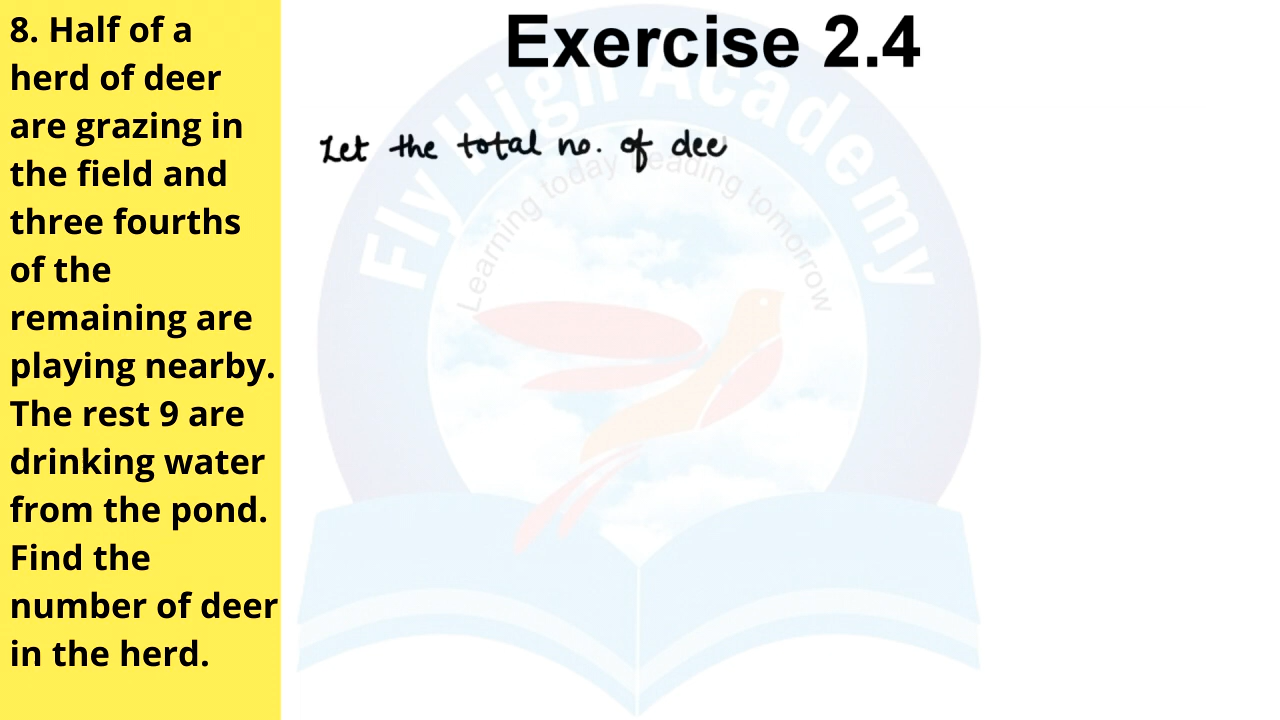 8. Half of a
herd of deer
are grazing in
the field and
three fourths
of the
remaining are
playing nearby.
The rest 9 are
drinking water
from the pond.
Find the
number of deer
in the herd.
Exercise 2.4
Let the total no. of dee
Fly High Academy
Learning today Leading tomorrow